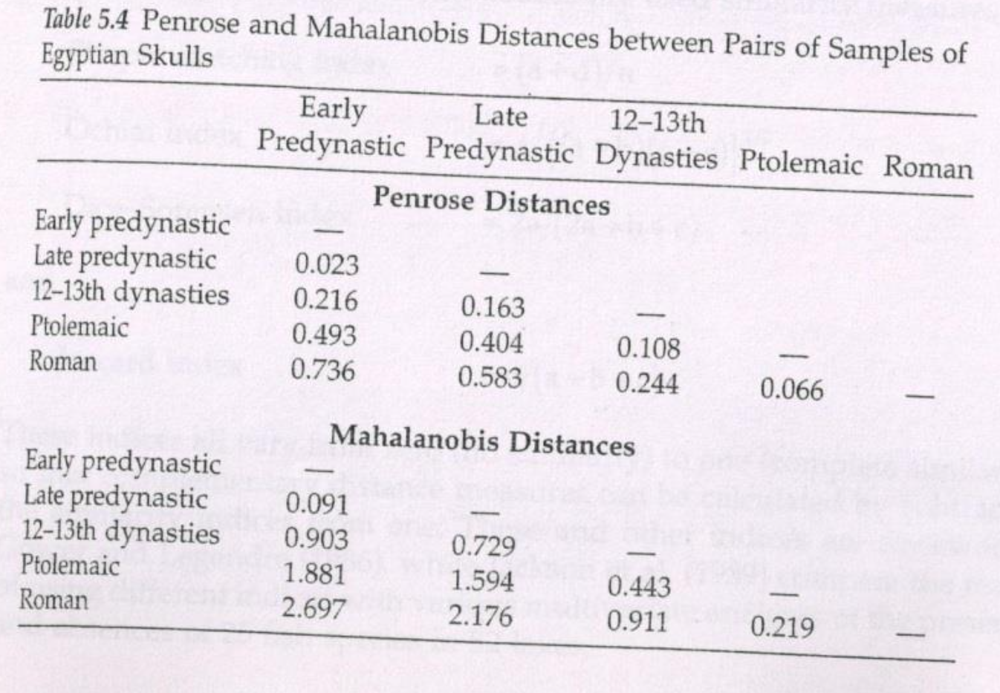 Table 5.4 Penrose and Mahalanobis Distances between Pairs of Samples of
Egyptian Skulls
Early Late 12–13th
Predynastic Predynastic Dynasties Ptolemaic Roman
Penrose Distances
Early predynastic —
Late predynastic 0.023 —
12–13th dynasties 0.216 0.163 —
Ptolemaic 0.493 0.404 0.108 —
Roman 0.736 0.583 0.244 0.066 —
Mahalanobis Distances
Early predynastic —
Late predynastic 0.091 —
12–13th dynasties 0.903 0.729 —
Ptolemaic 1.881 1.594 0.443 —
Roman 2.697 2.176 0.911 0.219 —